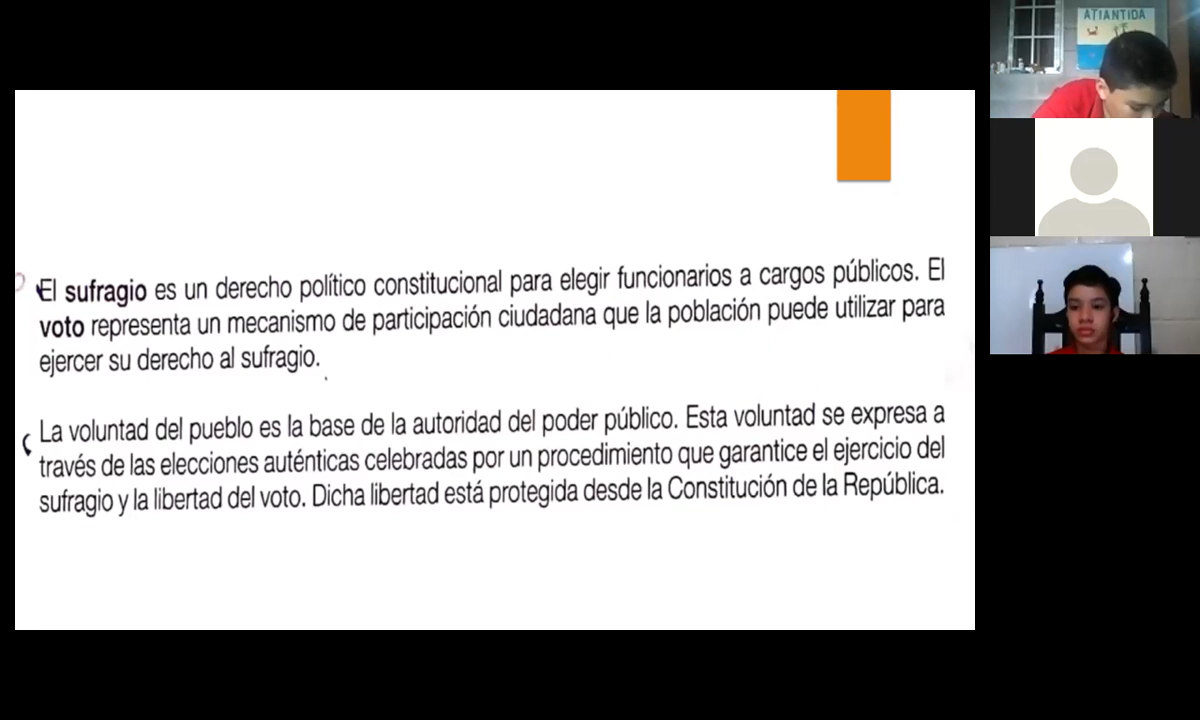 ATIANTIDA
El sufragio es un derecho político constitucional para elegir funcionarios a cargos públicos. El
voto representa un mecanismo de participación ciudadana que la población puede utilizar para
ejercer su derecho al sufragio.
La voluntad del pueblo es la base de la autoridad del poder público. Esta voluntad se expresa a
través de las elecciones auténticas celebradas por un procedimiento que garantice el ejercicio del
sufragio y la libertad del voto. Dicha libertad está protegida desde la Constitución de la República.